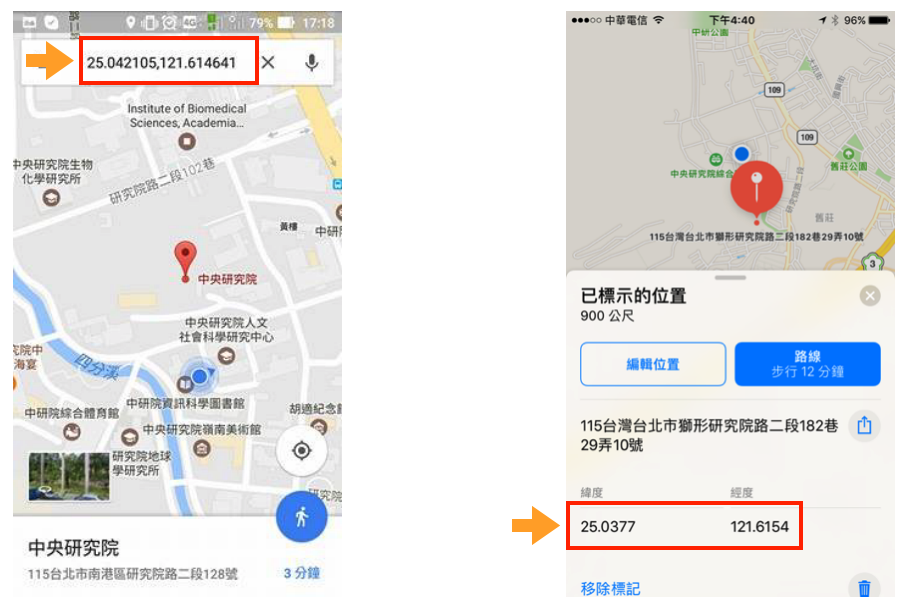 4G
79%
17:18
25.042105,121.614641
Institute of Biomedical
Sciences, Academia...
中央研究院生物
化學研究所
研究院路二段102巷
黃樓
中研
中央研究院
中央研究院人文
社會科學研究中心
究院中
海宴
四分溪
中研院資訊科學圖書館
中研院綜合體育館
胡適紀念
中央研究院嶺南美術館
研究院地球
學研究所
研究院
中央研究院
115台北市南港區研究院路二段128號
3 分鐘
中華電信
下午4:40
96%
中研公園
109
109
舊莊公園
中央研究院綜合
研究院路二段
舊莊
115台灣台北市獅形研究院路二段182巷29弄10號
3
已標示的位置
900 公尺
編輯位置
路線
步行 12 分鐘
115台灣台北市獅形研究院路二段182巷
29弄10號
緯度
經度
25.0377
121.6154
移除標記